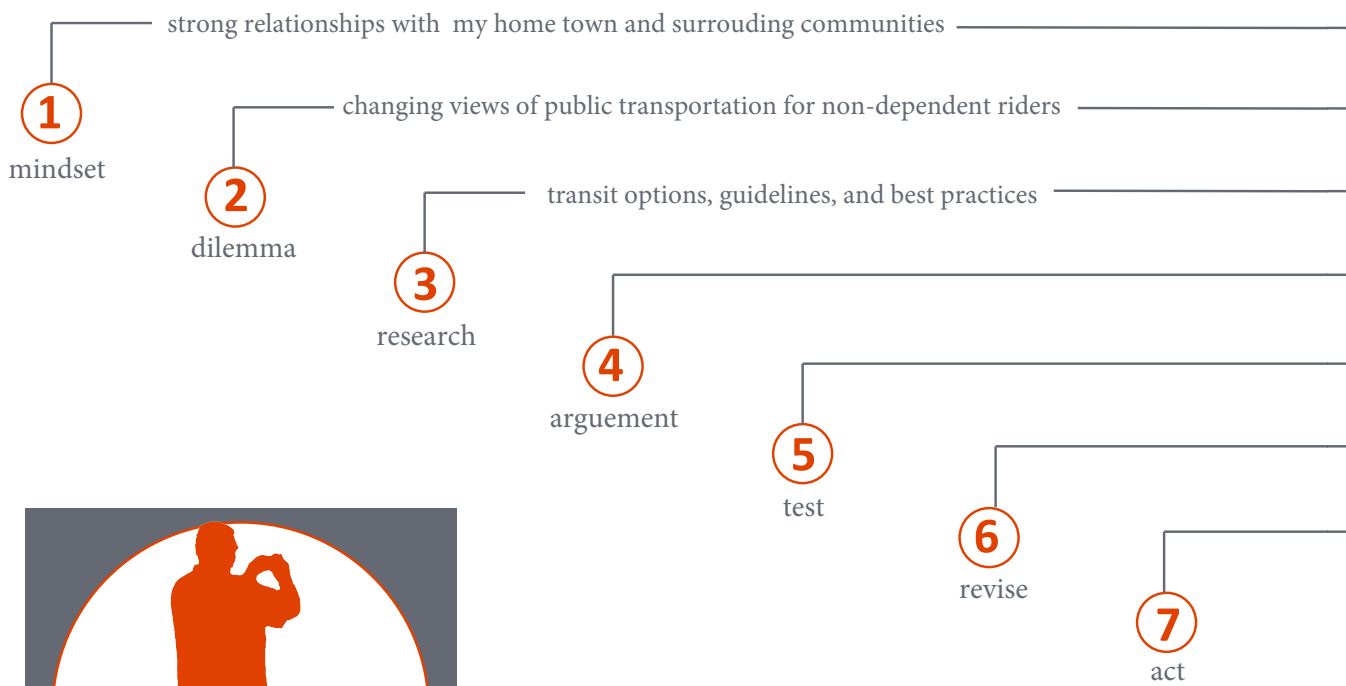 strong relationships with my home town and surrouding communities
1
mindset
changing views of public transportation for non-dependent riders
2
dilemma
transit options, guidelines, and best practices
3
research
4
arguement
5
test
6
revise
7
act